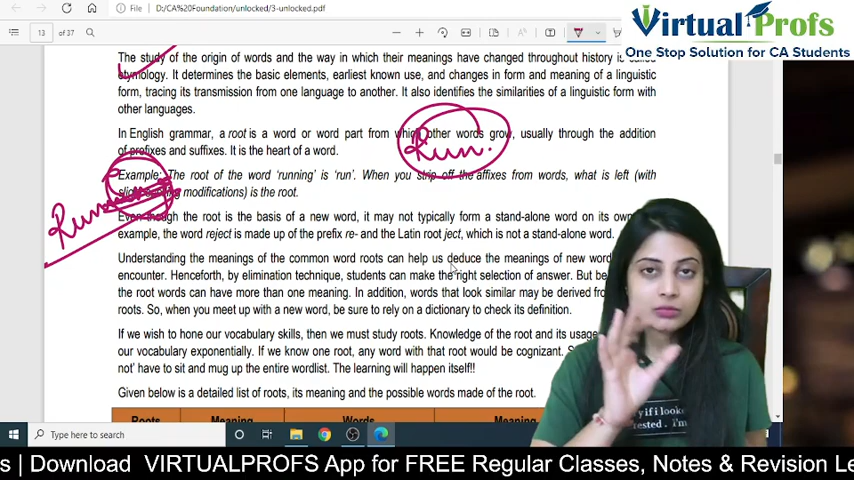 File
D:/CA Foundation/unlocked/3-unlocked.pdf
13 of 37
Virtual Profs
One Stop Solution for CA Students
The study of the origin of words and the way in which their meanings have changed throughout history is called
etymology. It determines the basic elements, earliest known use, and changes in form and meaning of a linguistic
form, tracing its transmission from one language to another. It also identifies the similarities of a linguistic form with
other languages.
In English grammar, a root is a word or word part from which other words grow, usually through the addition
of prefixes and suffixes. It is the heart of a word.
Run.
Example: The root of the word 'running' is 'run'. When you strip off the affixes from words, what is left (with
modifications) is the root.
Even though the root is the basis of a new word, it may not typically form a stand-alone word on its own
example, the word reject is made up of the prefix re- and the Latin root ject, which is not a stand-alone word.
Understanding the meanings of the common word roots can help us deduce the meanings of new word
encounter. Henceforth, by elimination technique, students can make the right selection of answer. But be
the root words can have more than one meaning. In addition, words that look similar may be derived
roots. So, when you meet up with a new word, be sure to rely on a dictionary to check its definition.
If we wish to hone our vocabulary skills, then we must study roots. Knowledge of the root and its usage
our vocabulary exponentially. If we know one root, any word with that root would be cognizant.
not' have to sit and mug up the entire wordlist. The learning will happen itself!!
Given below is a detailed list of roots, its meaning and the possible words made of the root.
Roots Meaning Words
Type here to search
s | Download VIRTUALPROFS App for FREE Regular Classes, Notes & Revision Le